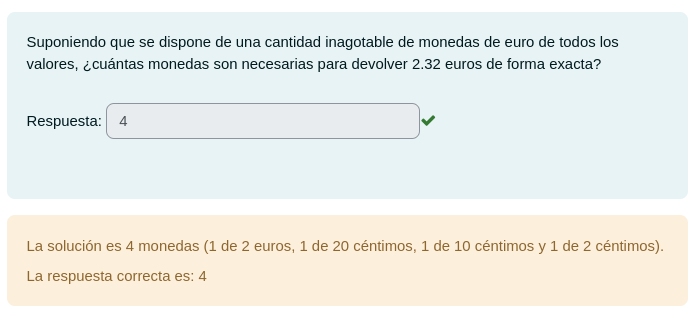 Suponiendo que se dispone de una cantidad inagotable de monedas de euro de todos los
valores, ¿cuántas monedas son necesarias para devolver 2.32 euros de forma exacta?
Respuesta: 4
La solución es 4 monedas (1 de 2 euros, 1 de 20 céntimos, 1 de 10 céntimos y 1 de 2 céntimos).
La respuesta correcta es: 4